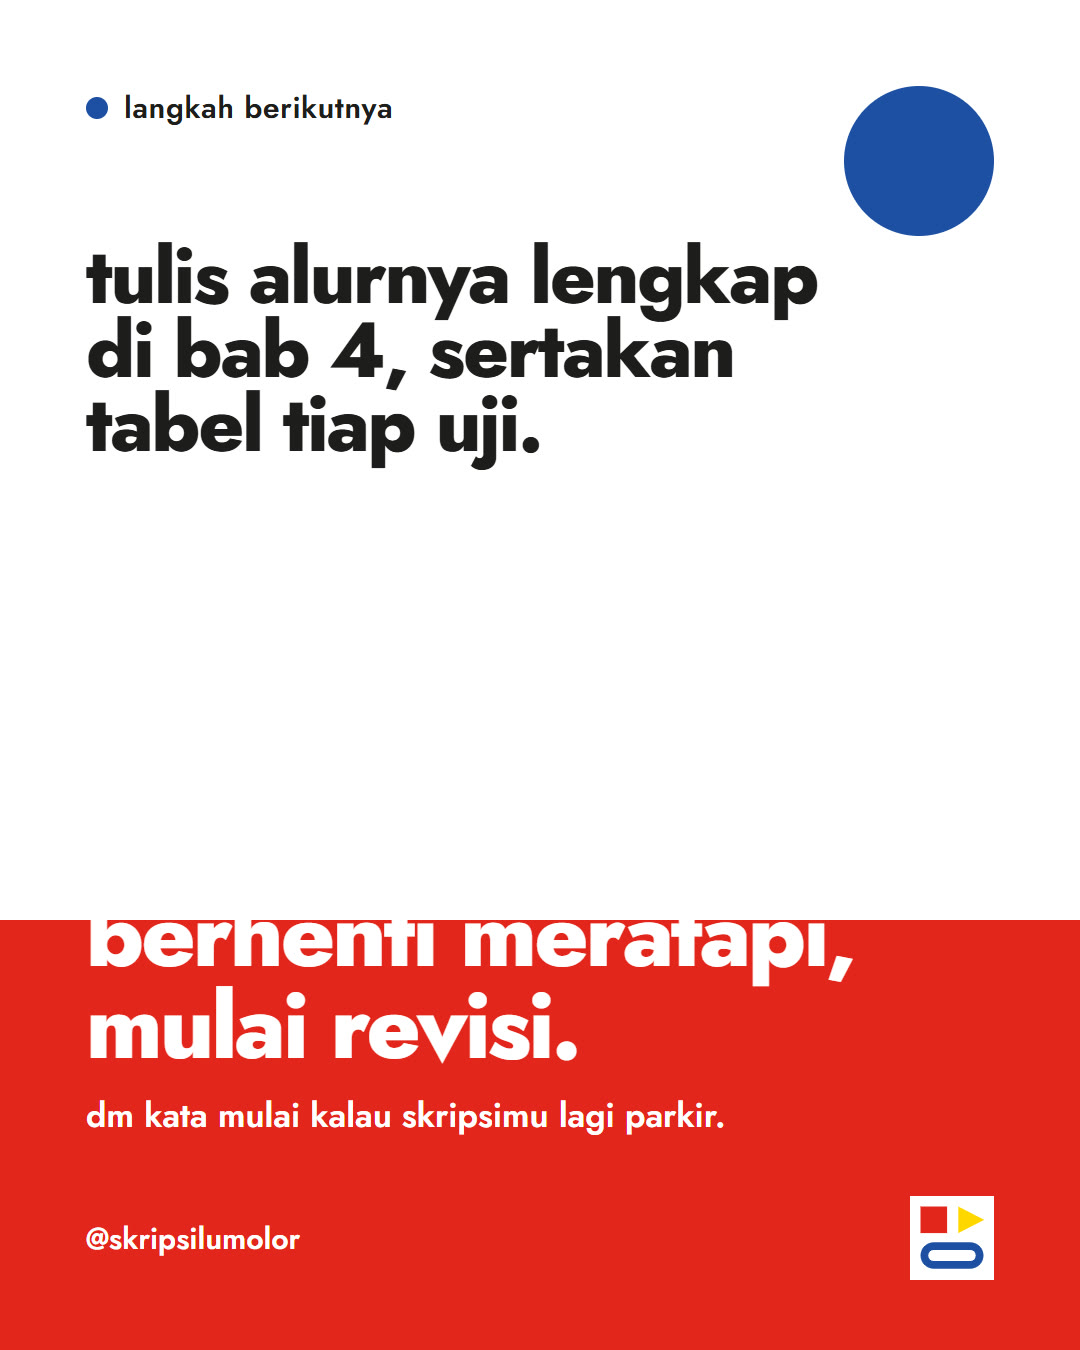 langkah berikutnya
tulis alurnya lengkap
di bab 4, sertakan
tabel tiap uji.
berhenti meratapi,
mulai revisi.
dm kata mulai kalau skripsimu lagi parkir.
@skripsilumolor